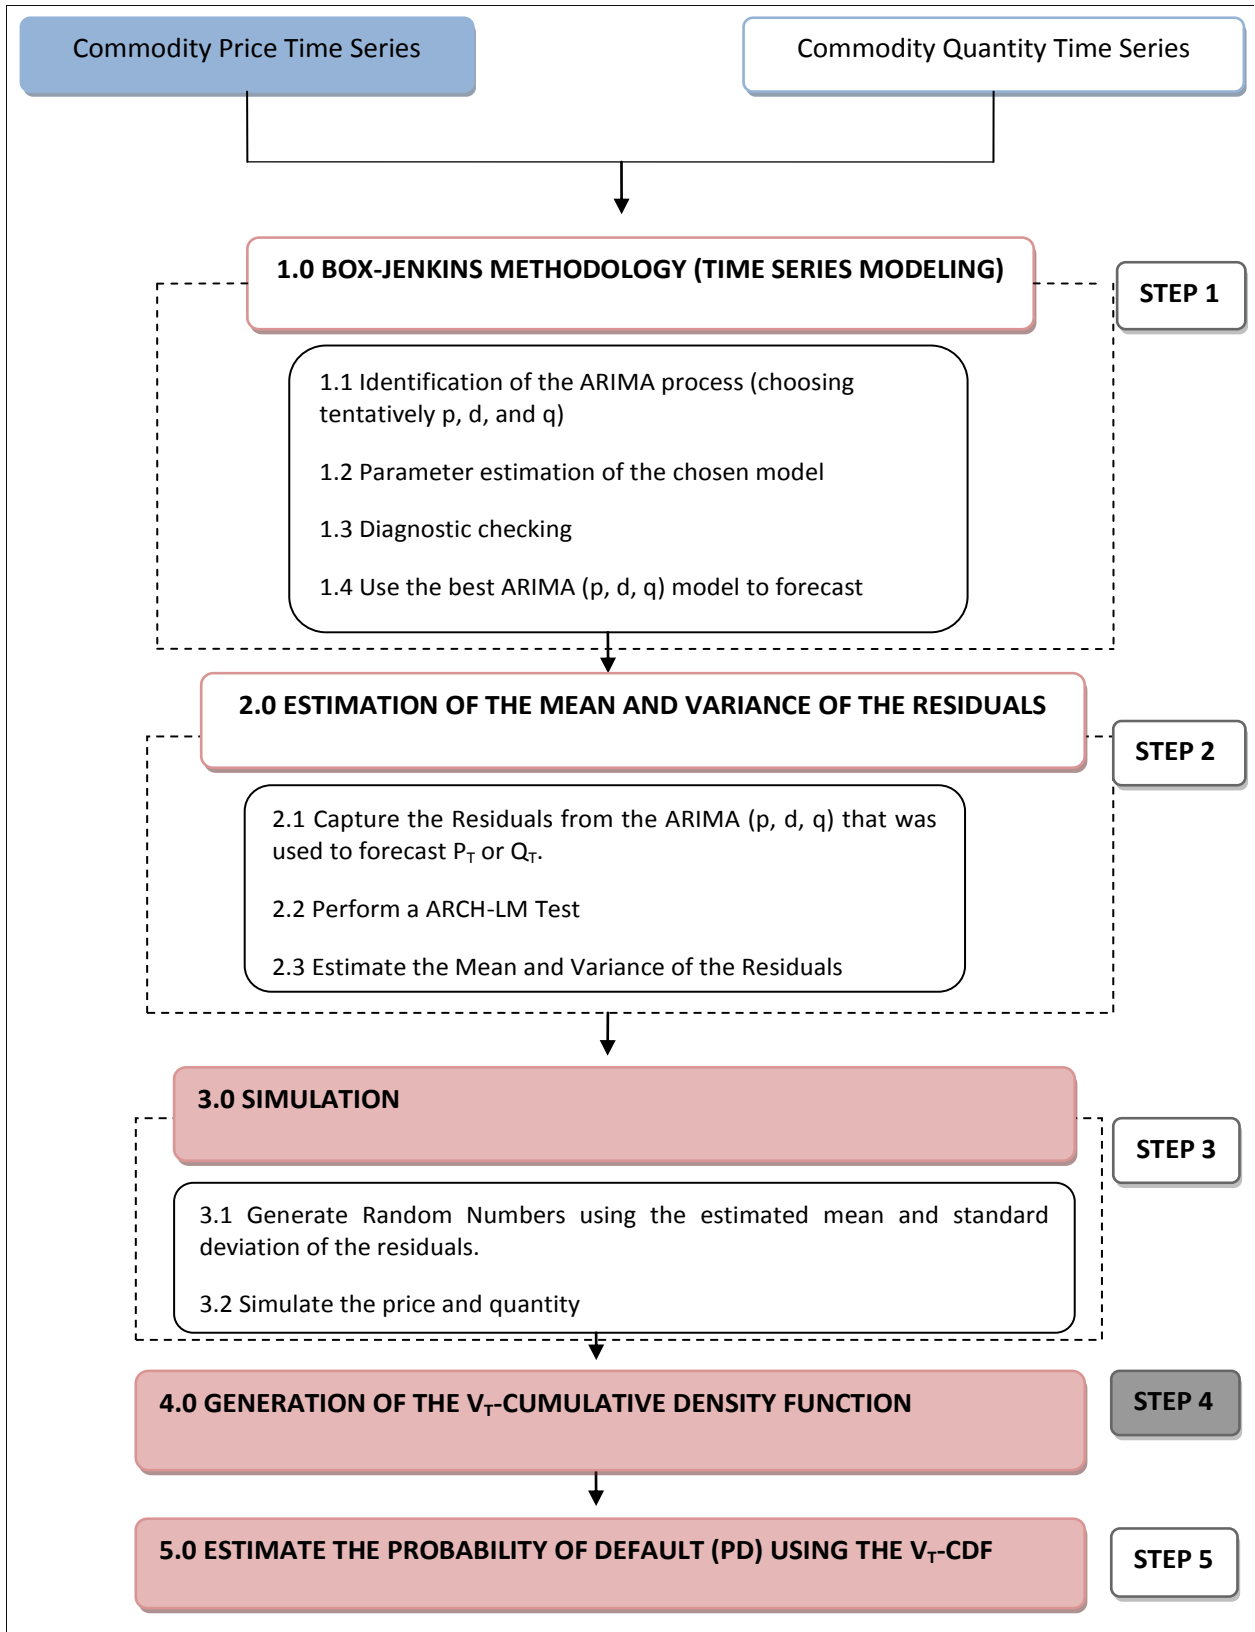 Commodity Price Time Series
Commodity Quantity Time Series
1.0 BOX-JENKINS METHODOLOGY (TIME SERIES MODELING)
STEP 1
1.1 Identification of the ARIMA process (choosing
tentatively p, d, and q)
1.2 Parameter estimation of the chosen model
1.3 Diagnostic checking
1.4 Use the best ARIMA (p, d, q) model to forecast
2.0 ESTIMATION OF THE MEAN AND VARIANCE OF THE RESIDUALS
STEP 2
2.1 Capture the Residuals from the ARIMA (p, d, q) that was
used to forecast P_T or Q_T.
2.2 Perform a ARCH-LM Test
2.3 Estimate the Mean and Variance of the Residuals
3.0 SIMULATION
STEP 3
3.1 Generate Random Numbers using the estimated mean and standard
deviation of the residuals.
3.2 Simulate the price and quantity
4.0 GENERATION OF THE V_T-CUMULATIVE DENSITY FUNCTION
STEP 4
5.0 ESTIMATE THE PROBABILITY OF DEFAULT (PD) USING THE V_T-CDF
STEP 5